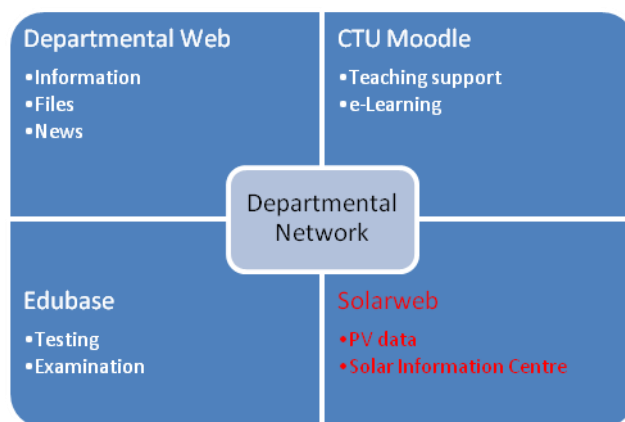 Departmental Web
•Information
•Files
•News
CTU Moodle
•Teaching support
•e-Learning
Departmental
Network
Edubase
•Testing
•Examination
Solarweb
•PV data
•Solar Information Centre